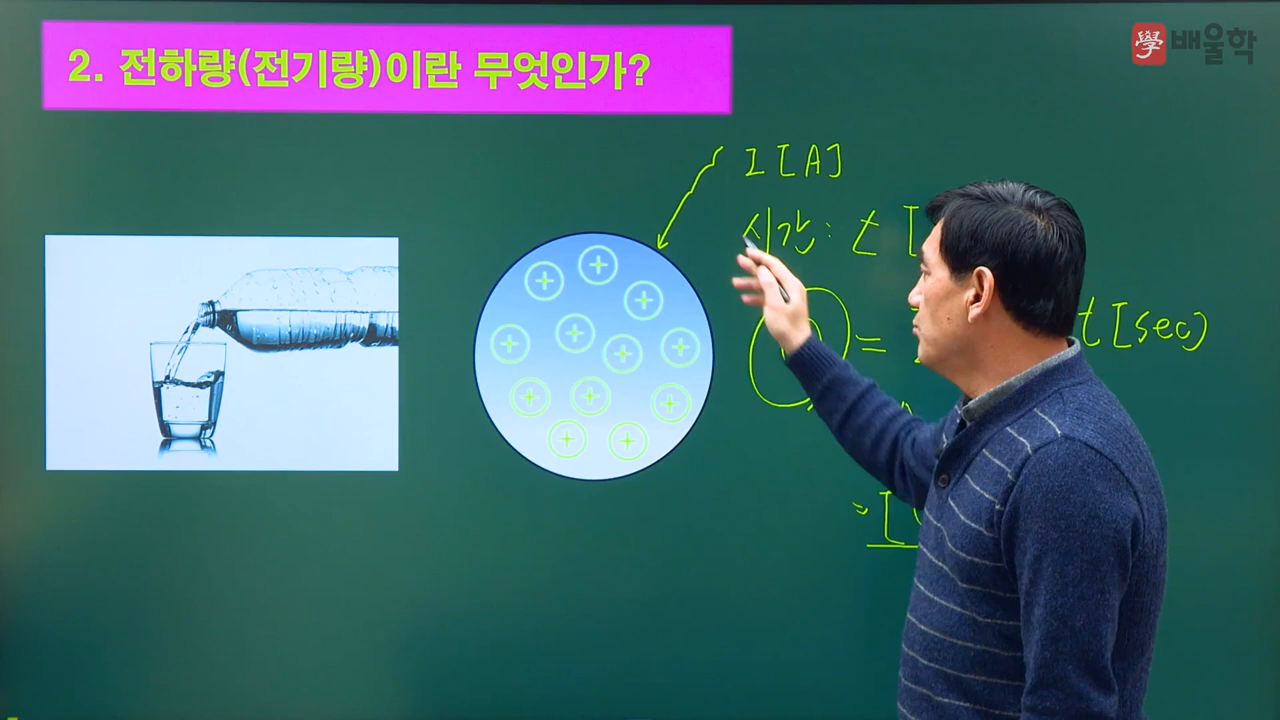 2. 전하량(전기량)이란 무엇인가?
學 배울학
I [A]
시간: t [
= t [sec]
= [